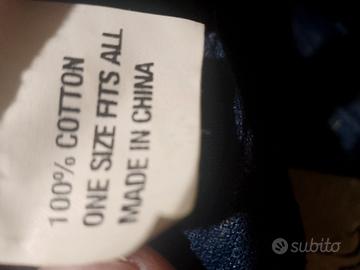 100% COTTON
ONE SIZE FITS ALL
MADE IN CHINA
subito